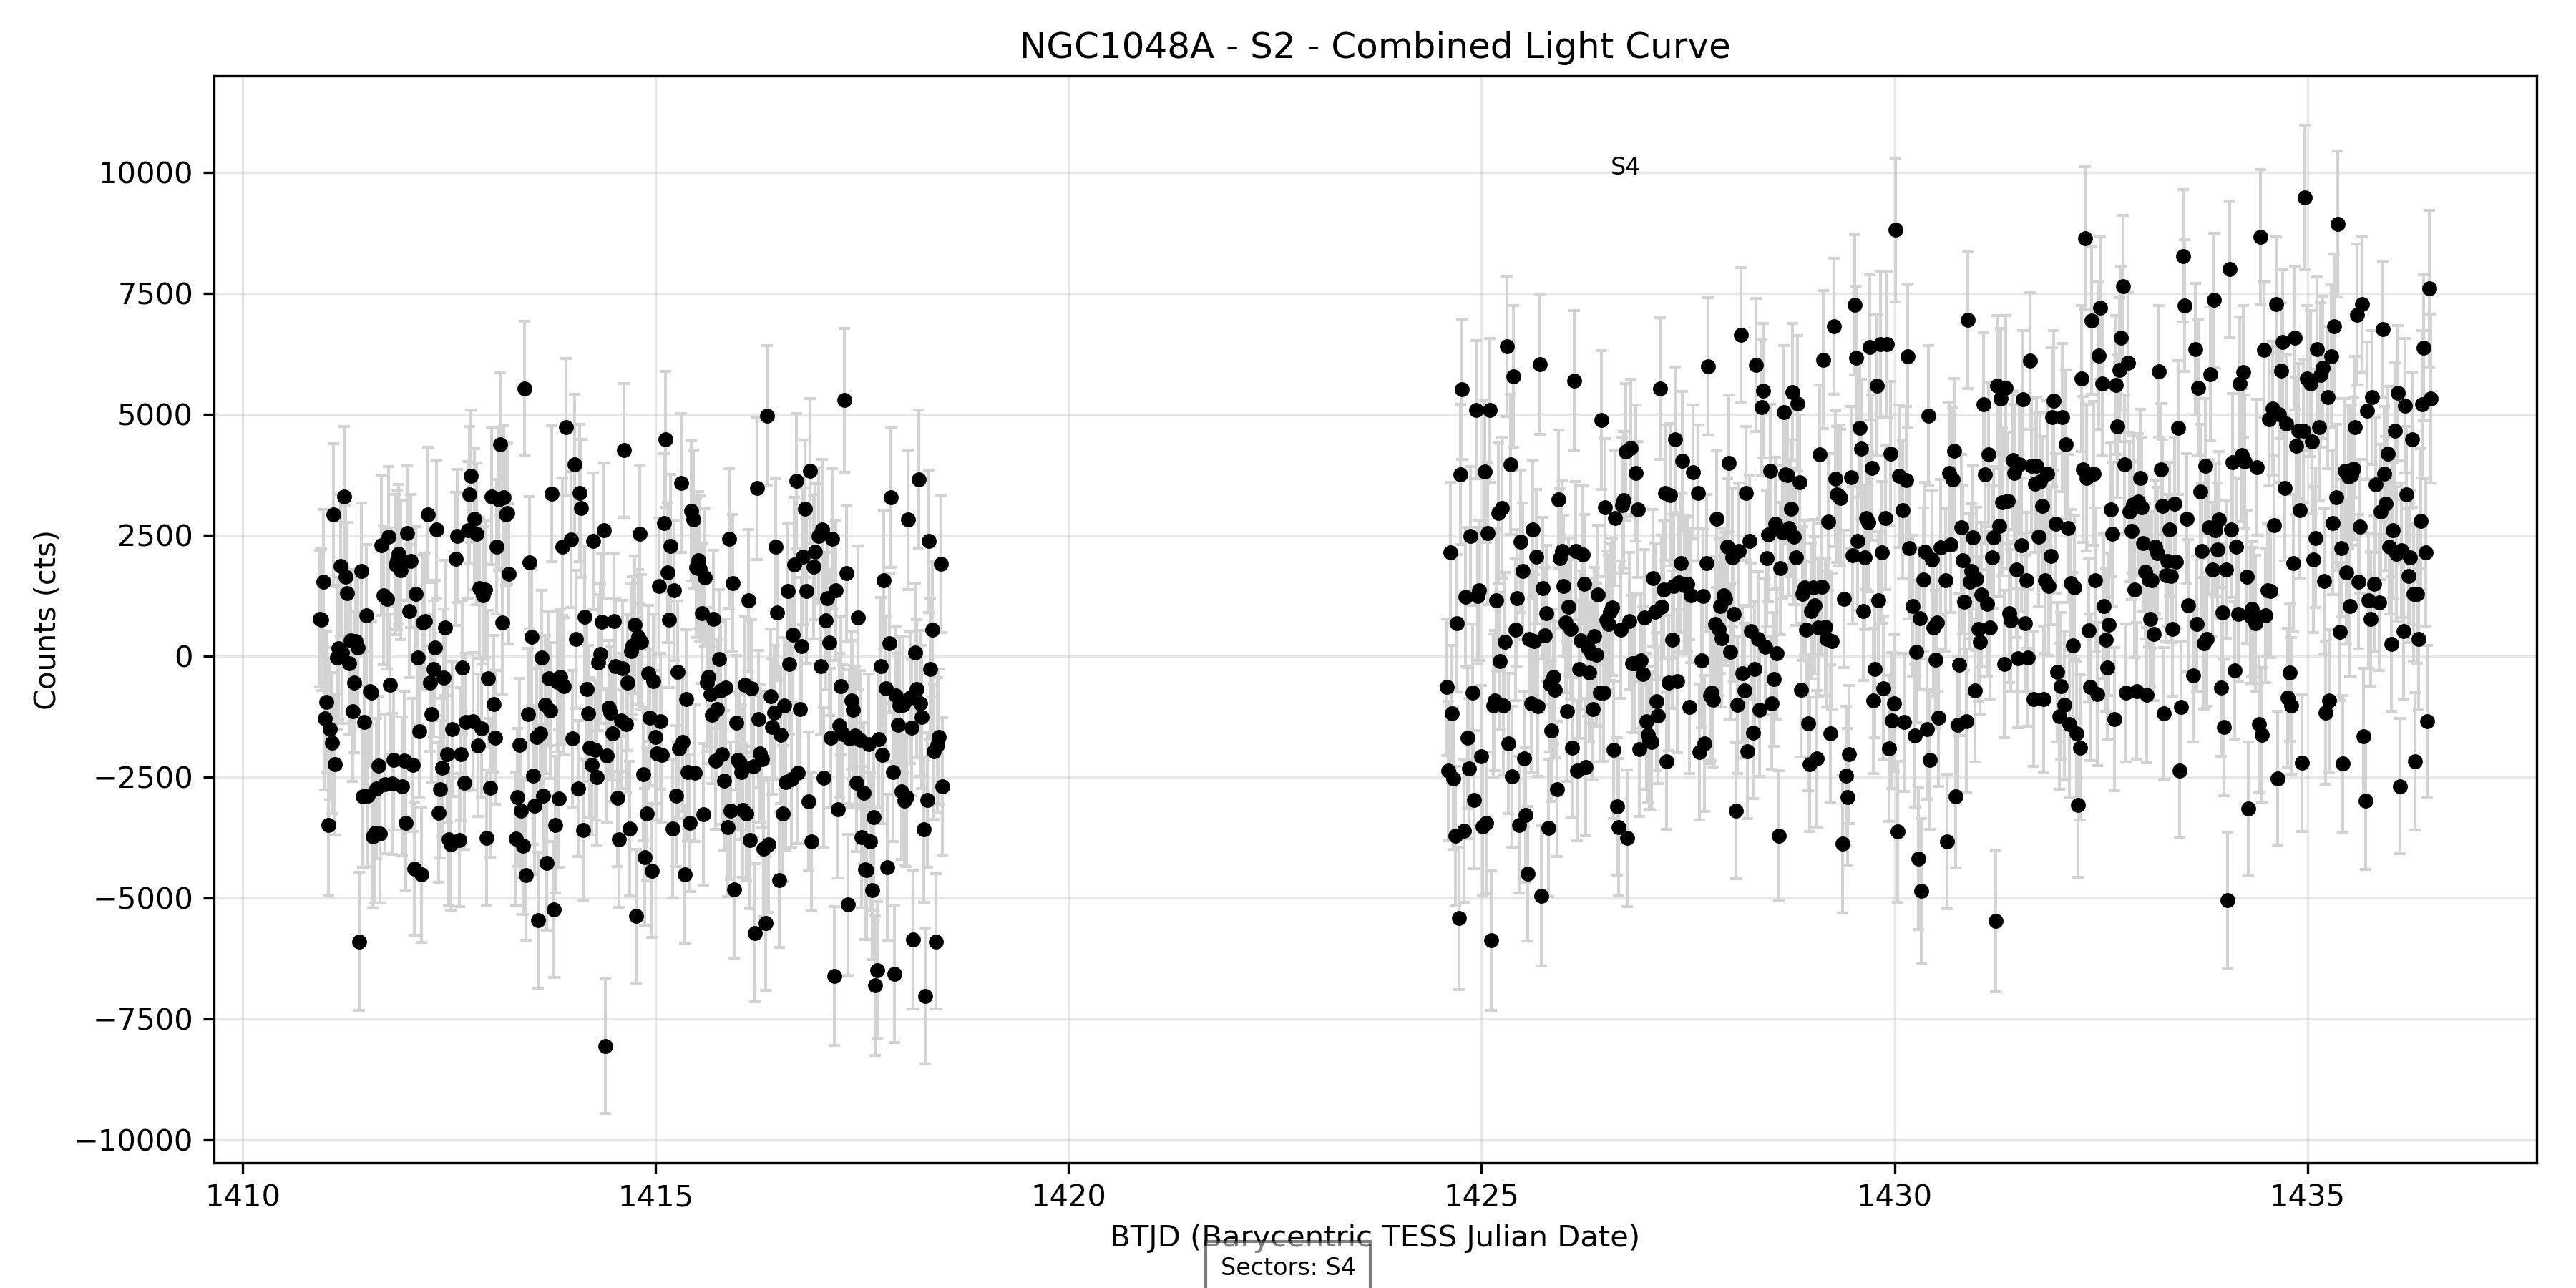 NGC1048A - S2 - Combined Light Curve
S4
10000
7500
5000
2500
0
−2500
−5000
−7500
−10000
Counts (cts)
1410 1415 1420 1425 1430 1435
BTJD (Barycentric TESS Julian Date)
Sectors: S4